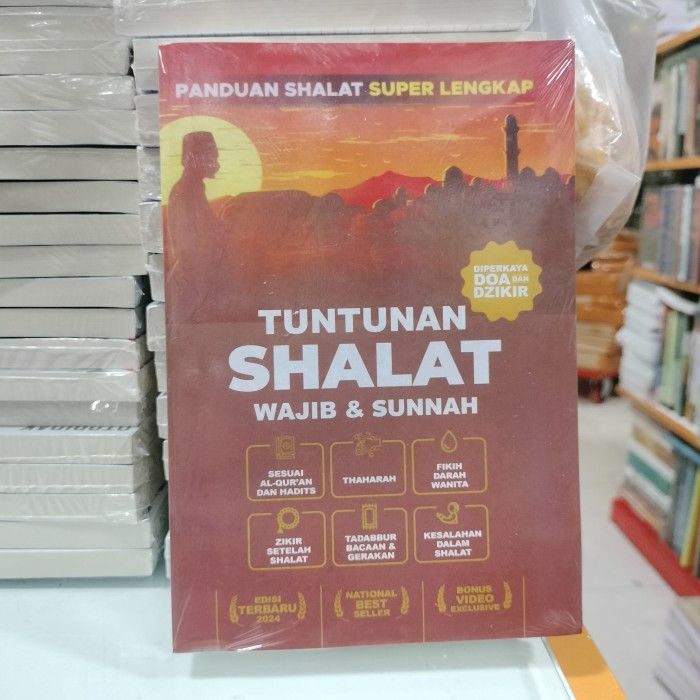 PANDUAN SHALAT SUPER LENGKAP
DIPERKAYA
DOA DAN
DZIKIR
TUNTUNAN
SHALAT
WAJIB & SUNNAH
SESUAI
AL-QUR'AN
DAN HADITS
THAHARAH
FIKIH
DARAH
WANITA
ZIKIR
SETELAH
SHALAT
TADABBUR
BACAAN &
GERAKAN
KESALAHAN
DALAM
SHALAT
EDISI
TERBARU
2024
NATIONAL
BEST
SELLER
BONUS
VIDEO
EXCLUSIVE